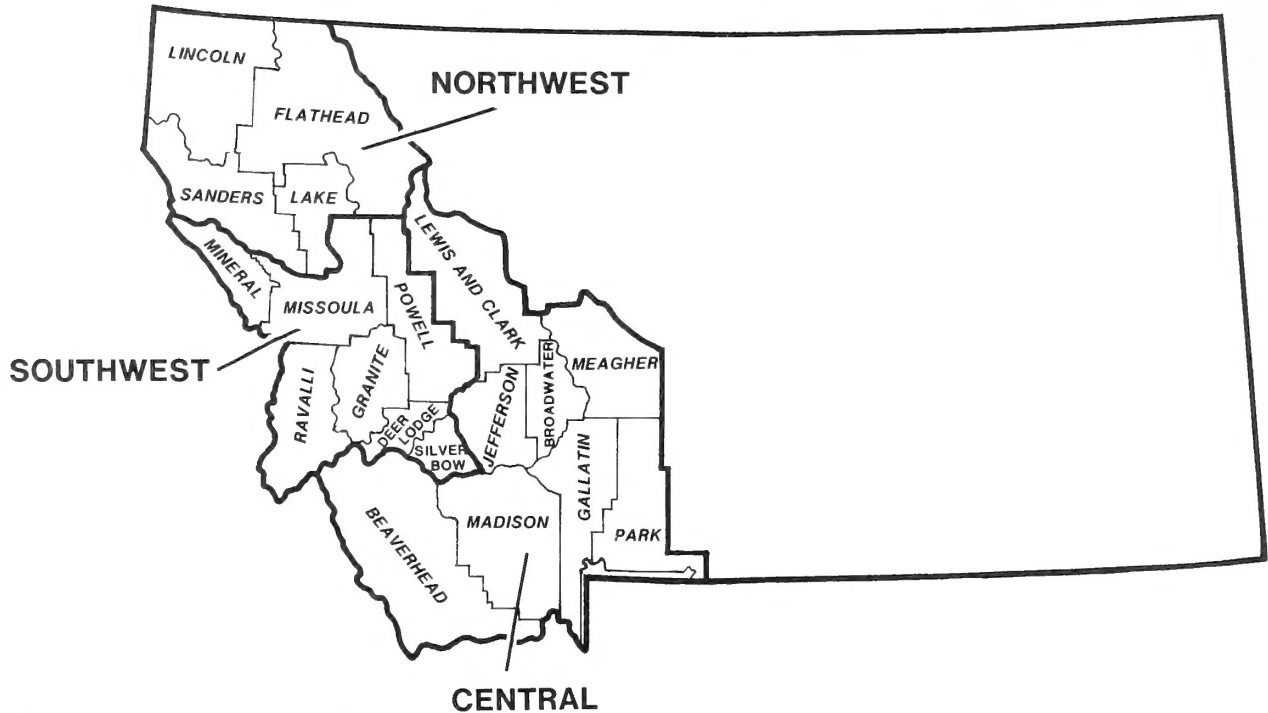 LINCOLN
NORTHWEST
FLATHEAD
SANDERS
LAKE
LEWIS AND CLARK
MINERAL
MISSOULA
POWELL
SOUTHWEST
MEAGHER
BROADWATER
GRANITE
RAVALLI
JEFFERSON
DEER
LODGE
SILVER
BOW
GALLATIN
MADISON
PARK
BEAVERHEAD
CENTRAL